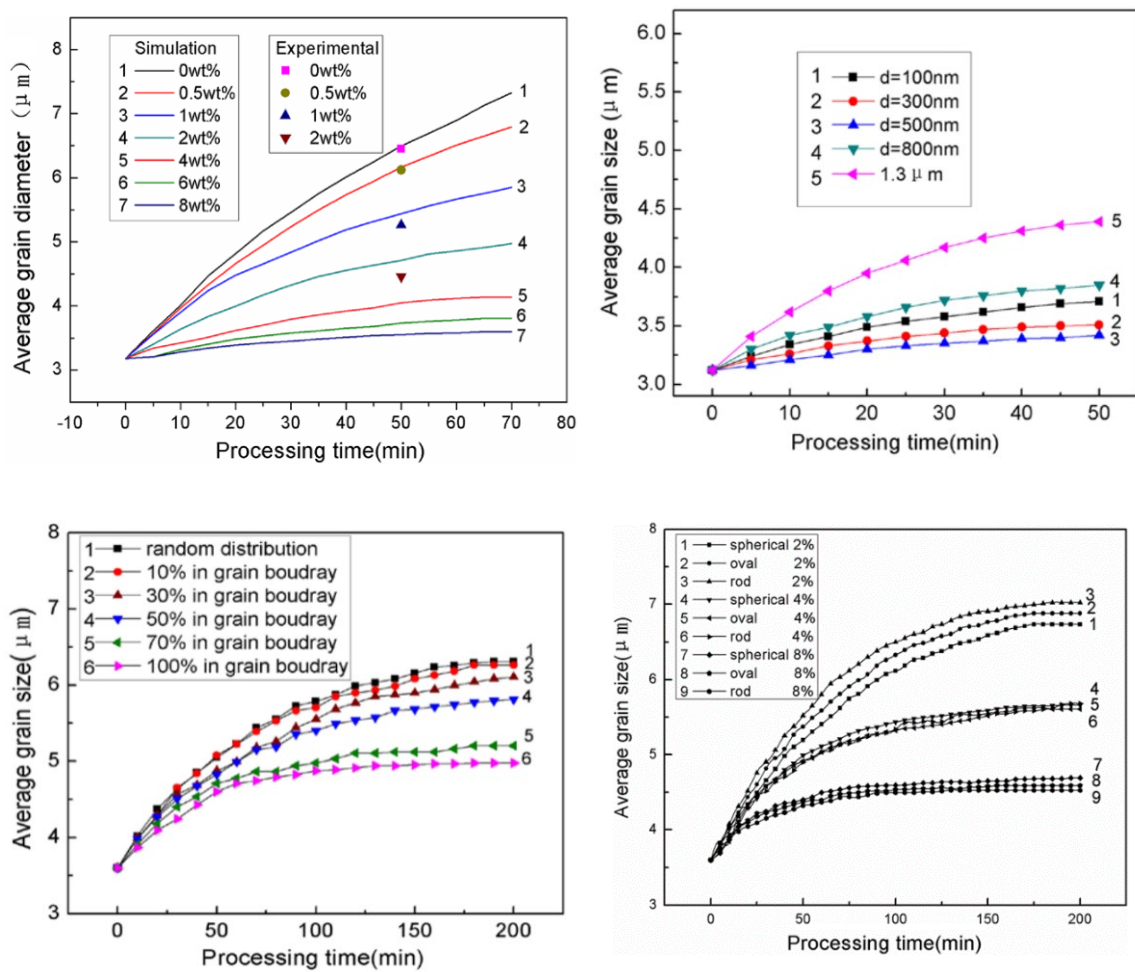 Simulation
1 0wt%
2 0.5wt%
3 1wt%
4 2wt%
5 4wt%
6 6wt%
7 8wt%
Experimental
0wt%
0.5wt%
1wt%
2wt%
1
2
3
4
5
6
7
8
7
6
5
4
3
Average grain diameter (μm)
-10 0 10 20 30 40 50 60 70 80
Processing time(min)
1 d=100nm
2 d=300nm
3 d=500nm
4 d=800nm
5 1.3μm
5
4
1
2
3
6.0
5.5
5.0
4.5
4.0
3.5
3.0
Average grain size (μm)
0 10 20 30 40 50
Processing time(min)
1 random distribution
2 10% in grain boudray
3 30% in grain boudray
4 50% in grain boudray
5 70% in grain boudray
6 100% in grain boudray
1
2
3
4
5
6
8
7
6
5
4
3
Average grain size(μm)
0 50 100 150 200
Processing time(min)
1 spherical 2%
2 oval 2%
3 rod 2%
4 spherical 4%
5 oval 4%
6 rod 4%
7 spherical 8%
8 oval 8%
9 rod 8%
3
2
1
4
5
6
7
8
9
8
7
6
5
4
3
Average grain size(μm)
0 50 100 150 200
Processing time(min)